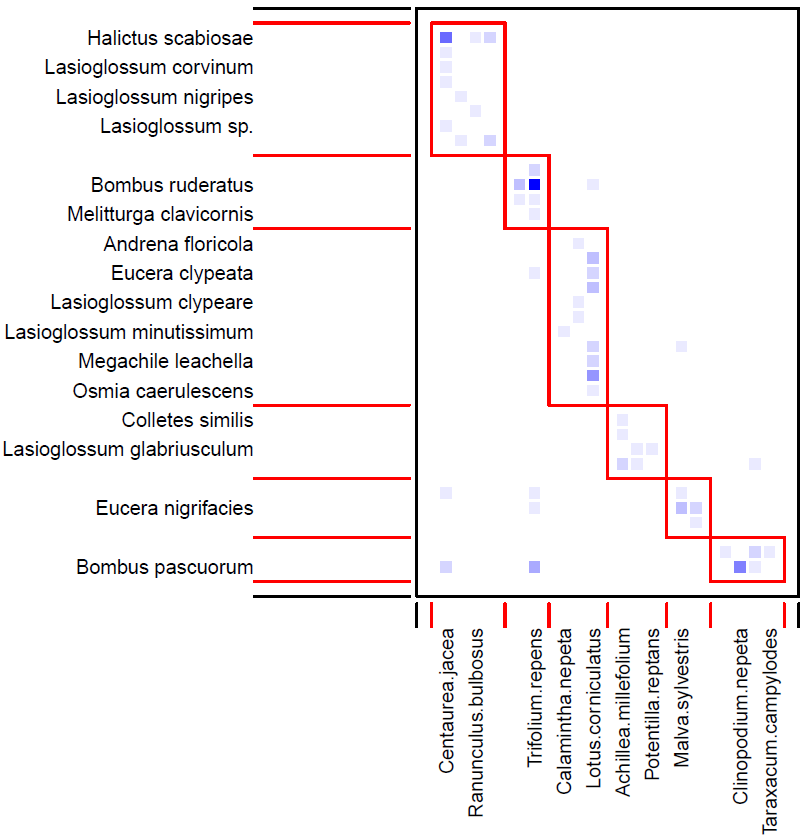 Halictus scabiosae
Lasioglossum corvinum
Lasioglossum nigripes
Lasioglossum sp.
Bombus ruderatus
Melitturga clavicornis
Andrena floricola
Eucera clypeata
Lasioglossum clypeare
Lasioglossum minutissimum
Megachile leachella
Osmia caerulescens
Colletes similis
Lasioglossum glabriusculum
Eucera nigrifacies
Bombus pascuorum
Centaurea.jacea
Ranunculus.bulbosus
Trifolium.repens
Calamintha.nepeta
Lotus.corniculatus
Achillea.millefolium
Potentilla.reptans
Malva.sylvestris
Clinopodium.nepeta
Taraxacum.campylodes